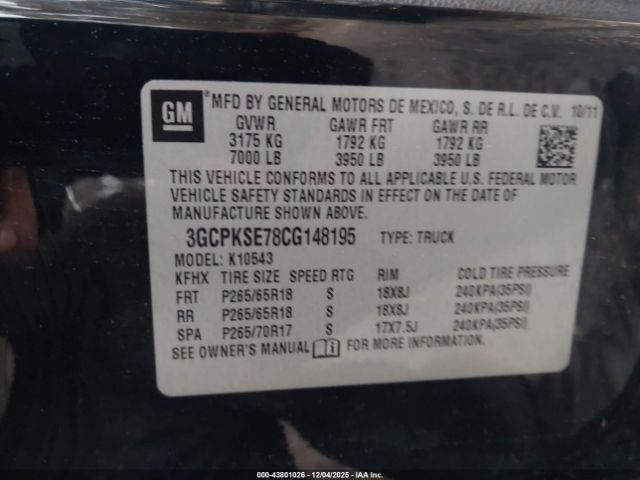 GM
MFD BY GENERAL MOTORS DE MEXICO, S. DE R.L. DE C.V. 10/11
GVWR GAWR FRT GAWR RR
3175 KG 1792 KG 1792 KG
7000 LB 3950 LB 3950 LB
THIS VEHICLE CONFORMS TO ALL APPLICABLE U.S. FEDERAL MOTOR
VEHICLE SAFETY STANDARDS IN EFFECT ON THE DATE OF
MANUFACTURE SHOWN ABOVE.
3GCPKSE78CG148195 TYPE: TRUCK
MODEL: K10543
KFHX TIRE SIZE SPEED RTG RIM COLD TIRE PRESSURE
FRT P265/65R18 S 18X8J 240KPA(35PSI)
RR P265/65R18 S 18X8J 240KPA(35PSI)
SPA P265/70R17 S 17X7.5J 240KPA(35PSI)
SEE OWNER'S MANUAL FOR MORE INFORMATION.
000-43801026 - 12/04/2025 - IAAI.com